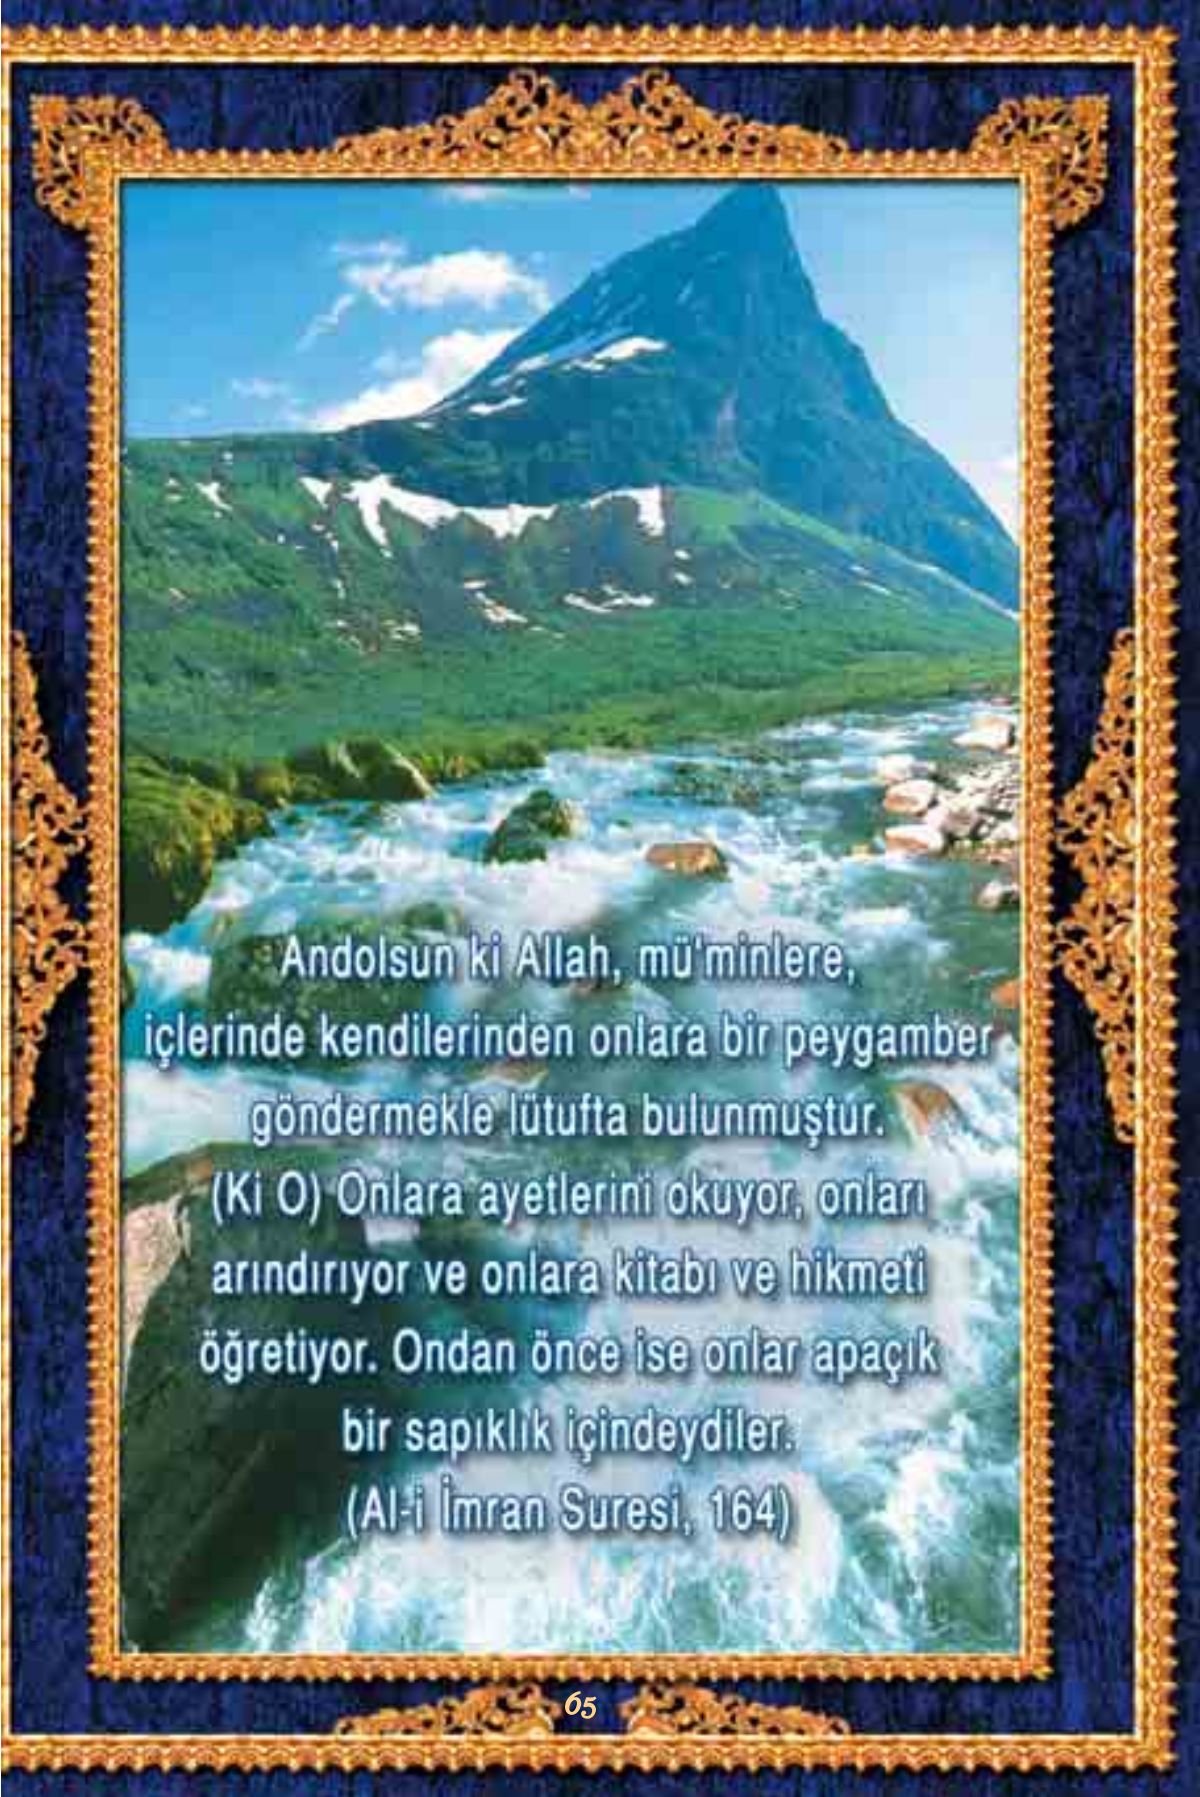 Andolsun ki Allah, mü'minlere,
içlerinde kendilerinden onlara bir peygamber
göndermekle lütufta bulunmuştur.
(Ki O) Onlara ayetlerini okuyor, onları
arındırıyor ve onlara kitabı ve hikmeti
öğretiyor. Ondan önce ise onlar apaçık
bir sapıklık içindeydiler.
(Al-i İmran Suresi, 164)
65